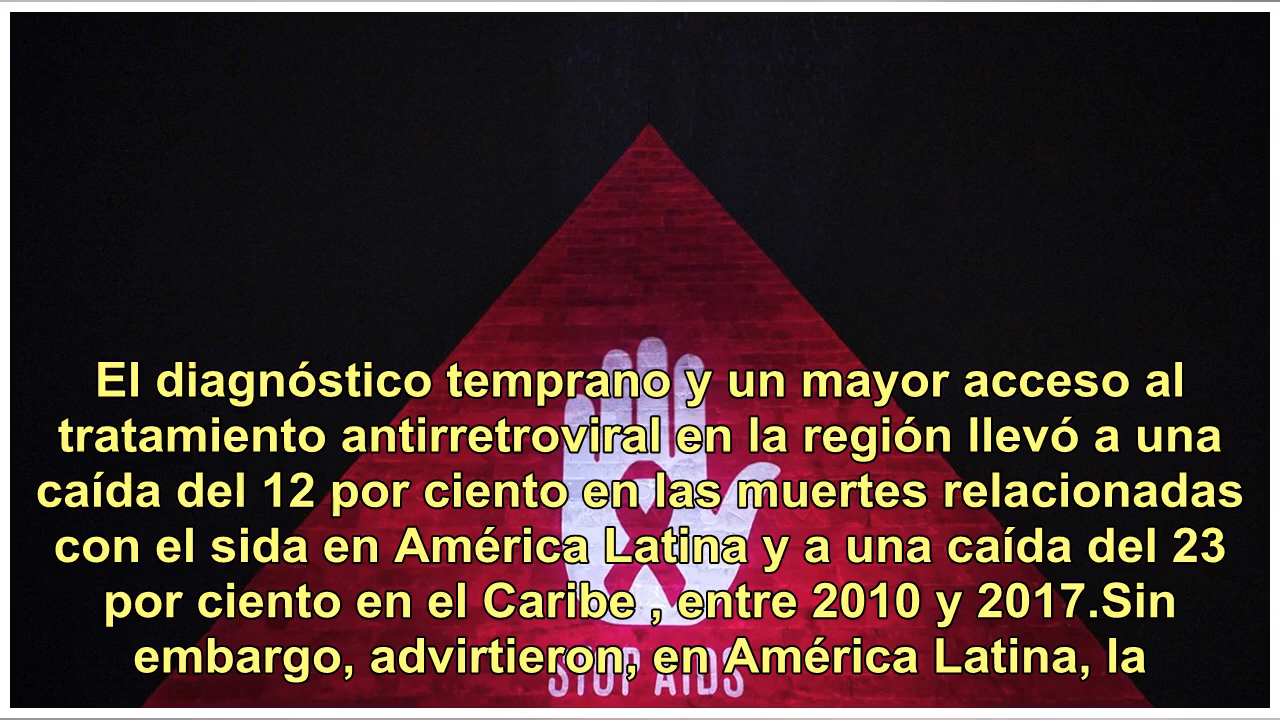 El diagnóstico temprano y un mayor acceso al
tratamiento antirretroviral en la región llevó a una
caída del 12 por ciento en las muertes relacionadas
con el sida en América Latina y a una caída del 23
por ciento en el Caribe , entre 2010 y 2017.Sin
embargo, advirtieron, en América Latina, la
STOP AIDS